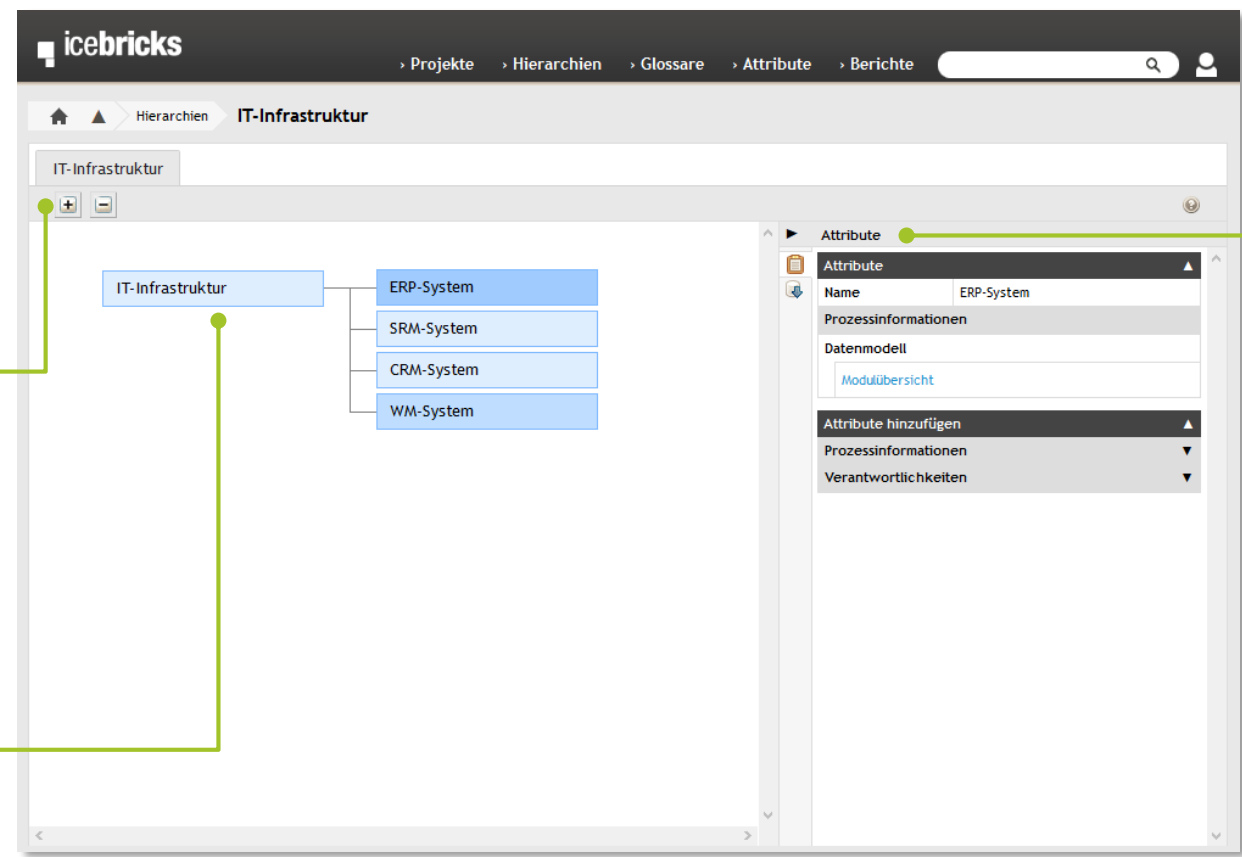 icebricks
› Projekte › Hierarchien › Glossare › Attribute › Berichte
Hierarchien IT-Infrastruktur
IT-Infrastruktur
Attribute
IT-Infrastruktur
ERP-System
SRM-System
CRM-System
WM-System
Attribute
Name ERP-System
Prozessinformationen
Datenmodell
Modulübersicht
Attribute hinzufügen
Prozessinformationen
Verantwortlichkeiten